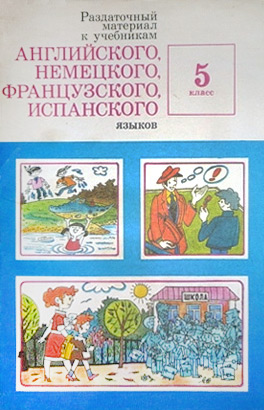 Раздаточный
материал
к учебникам
АНГЛИЙСКОГО,
НЕМЕЦКОГО,
ФРАНЦУЗСКОГО,
ИСПАНСКОГО
ЯЗЫКОВ
5
класс
ШКОЛА